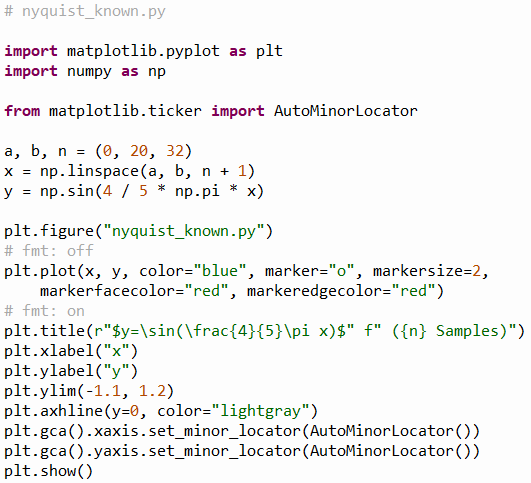 # nyquist_known.py

import matplotlib.pyplot as plt
import numpy as np

from matplotlib.ticker import AutoMinorLocator

a, b, n = (0, 20, 32)
x = np.linspace(a, b, n + 1)
y = np.sin(4 / 5 * np.pi * x)

plt.figure("nyquist_known.py")
# fmt: off
plt.plot(x, y, color="blue", marker="o", markersize=2,
    markerfacecolor="red", markeredgecolor="red")
# fmt: on
plt.title(r"$y=\sin(\frac{4}{5}\pi x)$" f" ({n} Samples)")
plt.xlabel("x")
plt.ylabel("y")
plt.ylim(-1.1, 1.2)
plt.axhline(y=0, color="lightgray")
plt.gca().xaxis.set_minor_locator(AutoMinorLocator())
plt.gca().yaxis.set_minor_locator(AutoMinorLocator())
plt.show()